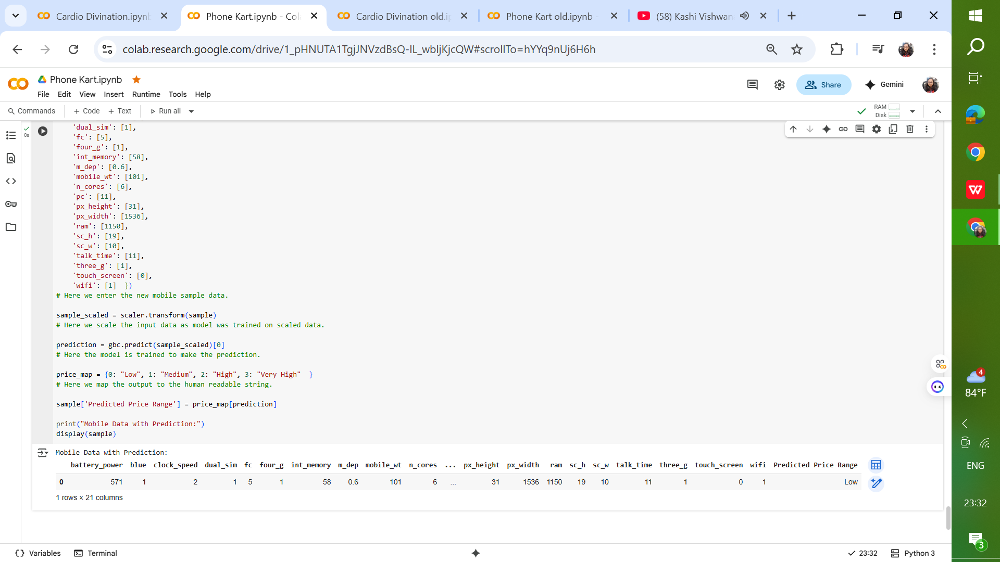 Cardio Divination.ipynb
Phone Kart.ipynb - Col
Cardio Divination old.ip
Phone Kart old.ipynb -
(58) Kashi Vishwan
colab.research.google.com/drive/1_pHNUTA1TgjJNVzdBsQ-lL_wbljKjcQW#scrollTo=hYYq9nUj6H6h
Phone Kart.ipynb
Share
Gemini
File Edit View Insert Runtime Tools Help
Commands + Code + Text Run all
RAM
Disk
0s
'dual_sim': [1],
'fc': [5],
'four_g': [1],
'int_memory': [58],
'm_dep': [0.6],
'mobile_wt': [101],
'n_cores': [6],
'pc': [11],
'px_height': [31],
'px_width': [1536],
'ram': [1150],
'sc_h': [19],
'sc_w': [10],
'talk_time': [11],
'three_g': [1],
'touch_screen': [0],
'wifi': [1]  })
# Here we enter the new mobile sample data.
sample_scaled = scaler.transform(sample)
# Here we scale the input data as model was trained on scaled data.
prediction = gbc.predict(sample_scaled)[0]
# Here the model is trained to make the prediction.
price_map = {0: "Low", 1: "Medium", 2: "High", 3: "Very High"  }
# Here we map the output to the human readable string.
sample['Predicted Price Range'] = price_map[prediction]
print("Mobile Data with Prediction:")
display(sample)
Mobile Data with Prediction:
battery_power blue clock_speed dual_sim fc four_g int_memory m_dep mobile_wt n_cores ... px_height px_width ram sc_h sc_w talk_time three_g touch_screen wifi Predicted Price Range
0 571 1 2 1 5 1 58 0.6 101 6 ... 31 1536 1150 19 10 11 1 0 1 Low
1 rows × 21 columns
Variables Terminal
23:32 Python 3
4
84°F
ENG
23:32
3